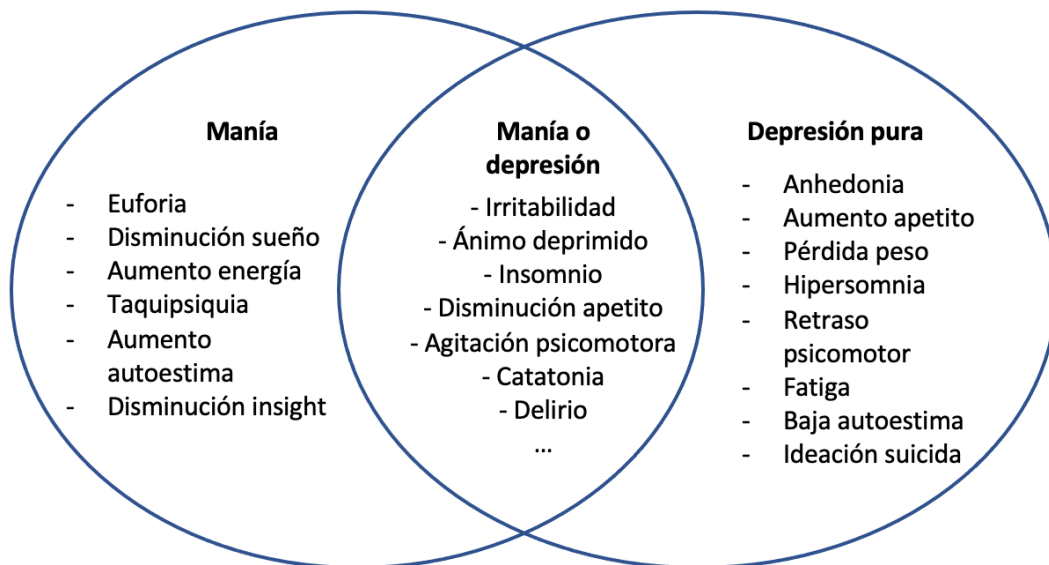 Manía
- Euforia
- Disminución sueño
- Aumento energía
- Taquipsiquia
- Aumento
autoestima
- Disminución insight
Manía o
depresión
- Irritabilidad
- Ánimo deprimido
- Insomnio
- Disminución apetito
- Agitación psicomotora
- Catatonia
- Delirio
...
Depresión pura
- Anhedonia
- Aumento apetito
- Pérdida peso
- Hipersomnia
- Retraso
psicomotor
- Fatiga
- Baja autoestima
- Ideación suicida